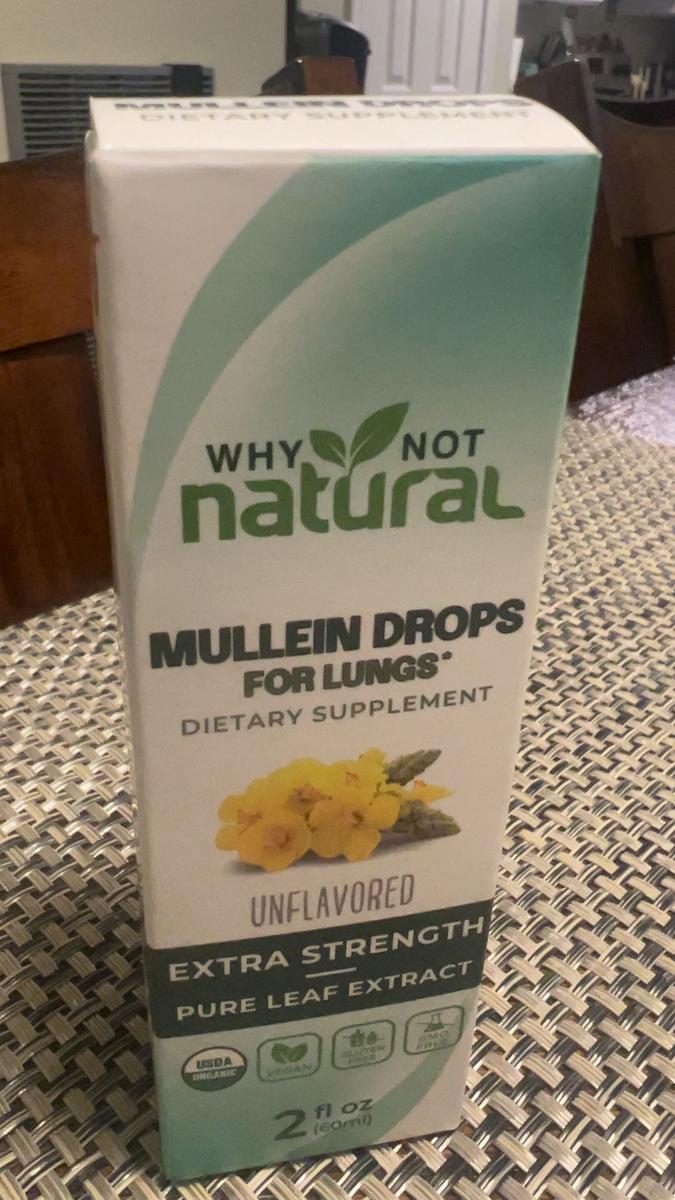 MULLEIN DROPS
DIETARY SUPPLEMENT
WHY NOT
natural
MULLEIN DROPS
FOR LUNGS*
DIETARY SUPPLEMENT
UNFLAVORED
EXTRA STRENGTH
PURE LEAF EXTRACT
USDA
ORGANIC
VEGAN
GLUTEN
FREE
GMO
FREE
2 fl oz
(60ml)